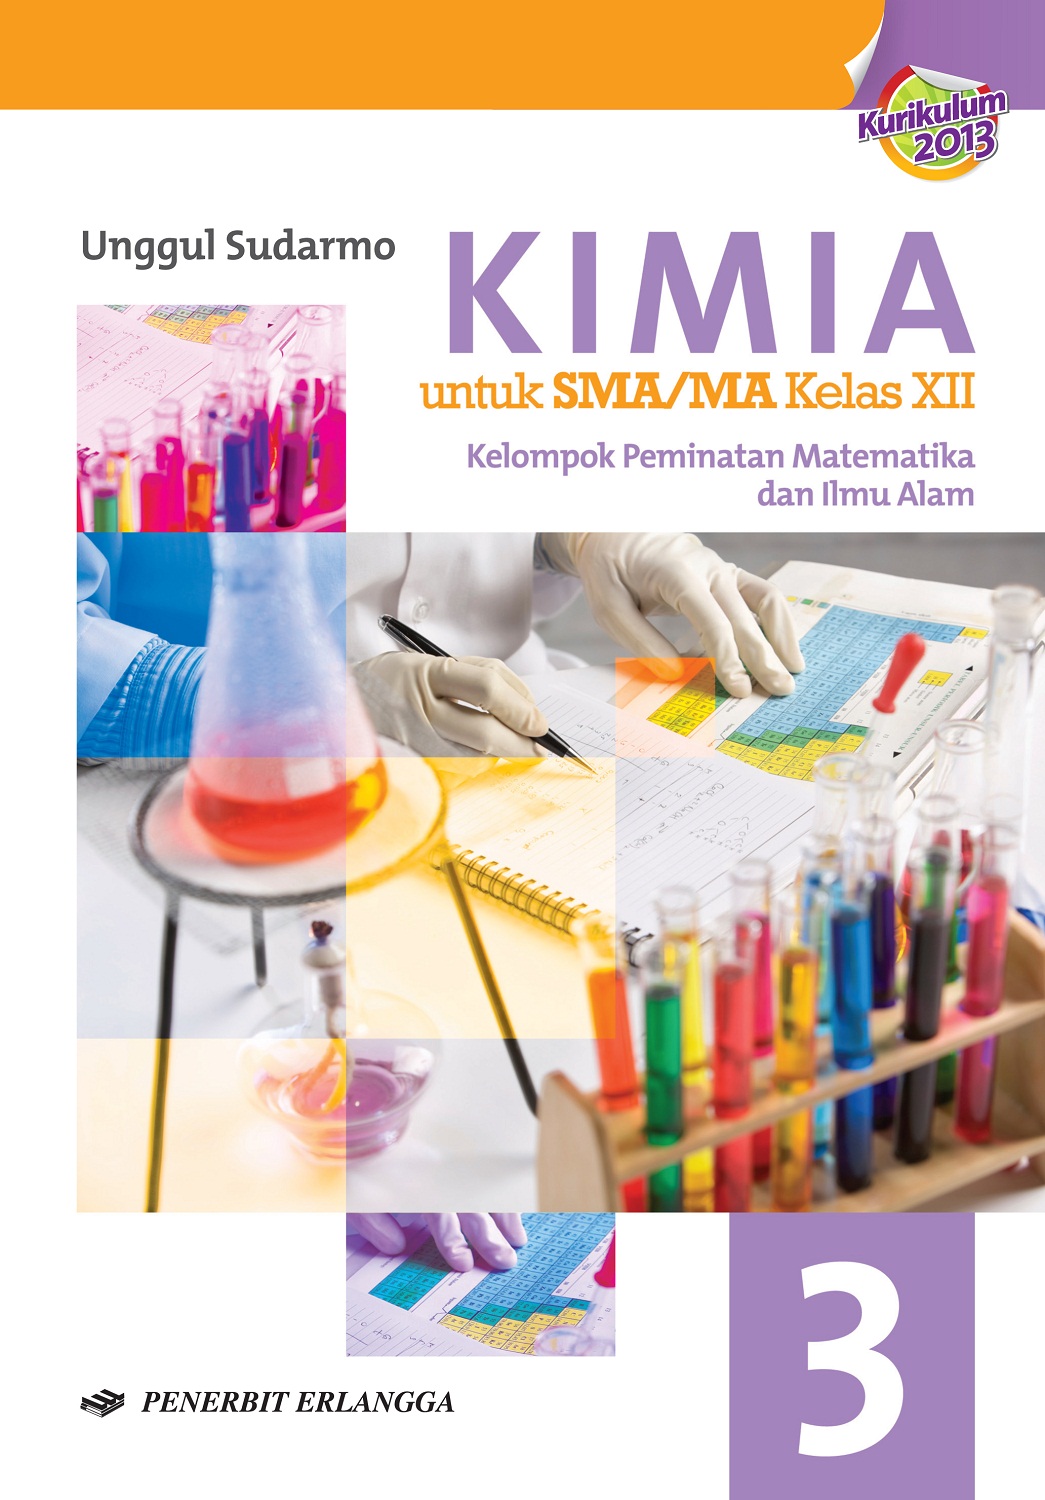 Kurikulum
2013
Unggul Sudarmo
KIMIA
untuk SMA/MA Kelas XII
Kelompok Peminatan Matematika
dan Ilmu Alam
3
PENERBIT ERLANGGA